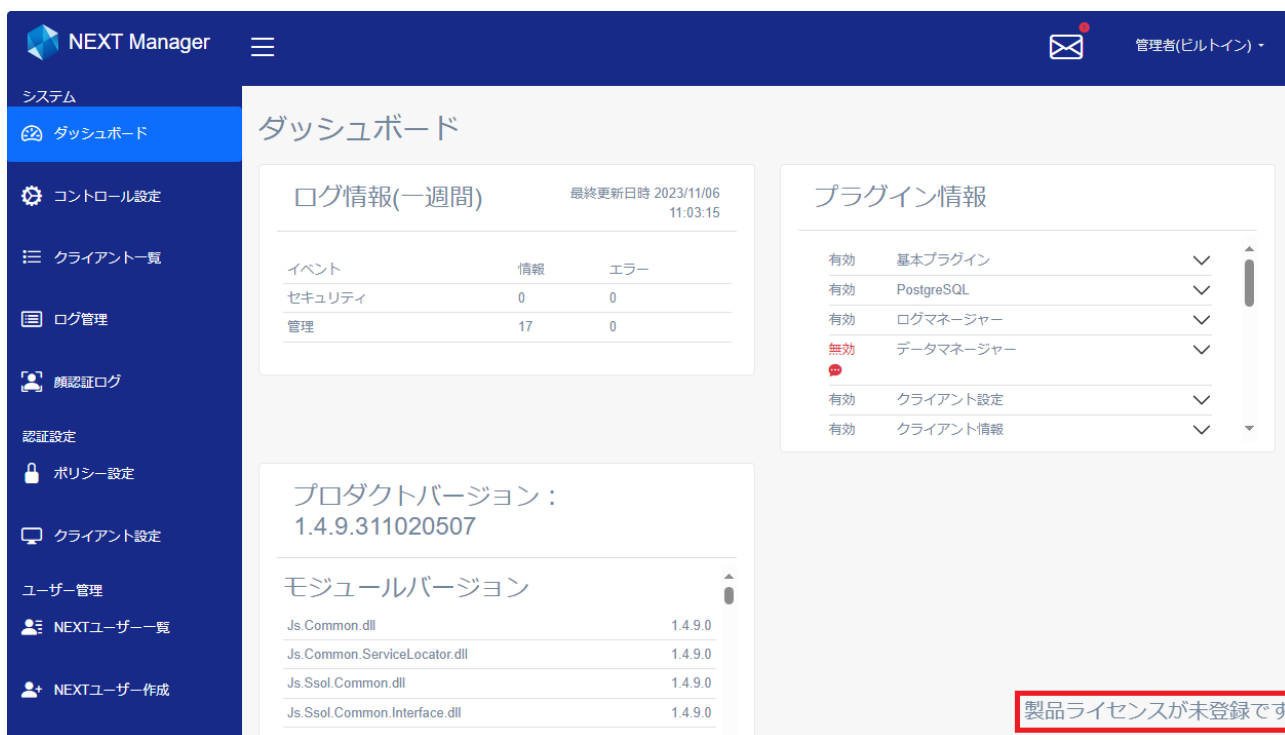 NEXT Manager
管理者(ビルトイン)
システム
ダッシュボード
コントロール設定
クライアント一覧
ログ管理
顔認証ログ
認証設定
ポリシー設定
クライアント設定
ユーザー管理
NEXTユーザー一覧
NEXTユーザー作成
ダッシュボード
ログ情報(一週間)
最終更新日時 2023/11/06
11:03:15
イベント 情報 エラー
セキュリティ 0 0
管理 17 0
プラグイン情報
有効 基本プラグイン
有効 PostgreSQL
有効 ログマネージャー
無効 データマネージャー
有効 クライアント設定
有効 クライアント情報
プロダクトバージョン：
1.4.9.311020507
モジュールバージョン
Js.Common.dll 1.4.9.0
Js.Common.ServiceLocator.dll 1.4.9.0
Js.Ssol.Common.dll 1.4.9.0
Js.Ssol.Common.Interface.dll 1.4.9.0
製品ライセンスが未登録です